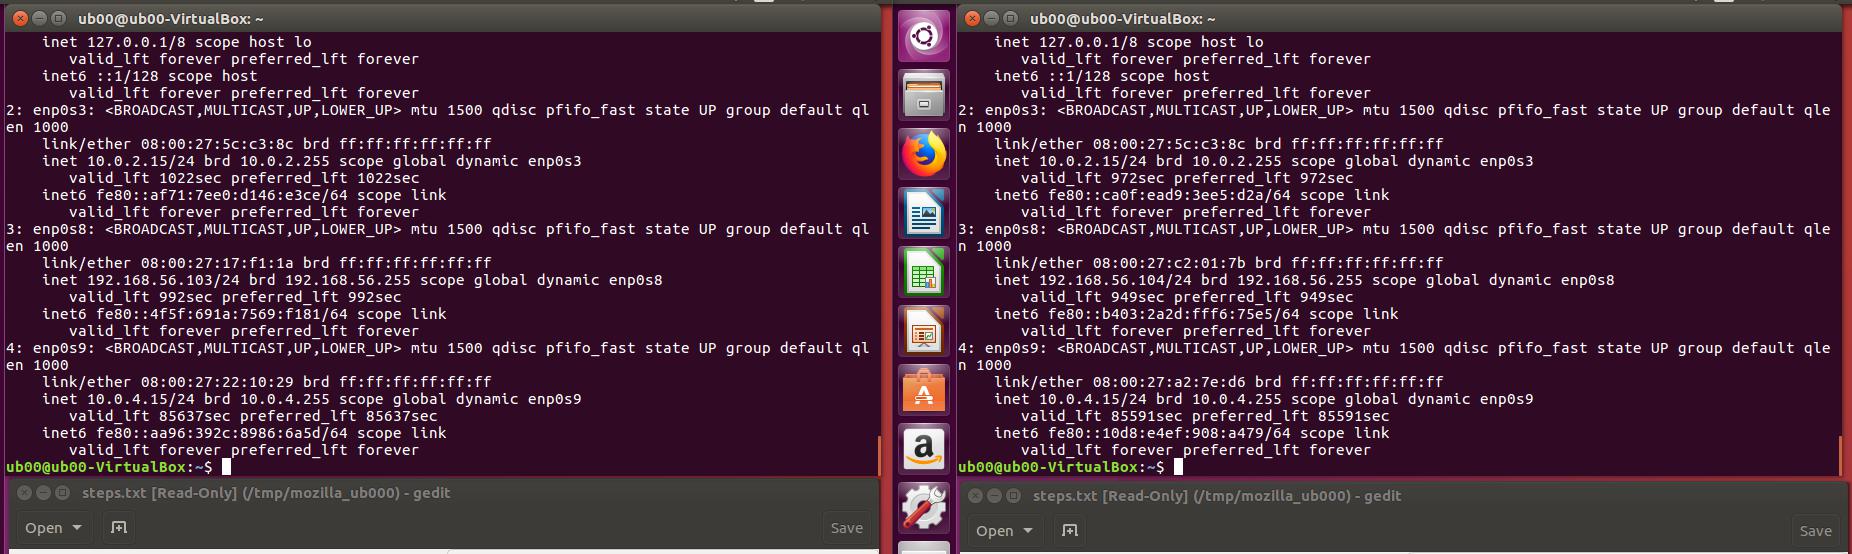 ub00@ub00-VirtualBox: ~
inet 127.0.0.1/8 scope host lo
valid_lft forever preferred_lft forever
inet6 ::1/128 scope host
valid_lft forever preferred_lft forever
2: enp0s3: <BROADCAST,MULTICAST,UP,LOWER_UP> mtu 1500 qdisc pfifo_fast state UP group default ql
en 1000
link/ether 08:00:27:5c:c3:8c brd ff:ff:ff:ff:ff:ff
inet 10.0.2.15/24 brd 10.0.2.255 scope global dynamic enp0s3
valid_lft 1022sec preferred_lft 1022sec
inet6 fe80::af71:7ee0:d146:e3ce/64 scope link
valid_lft forever preferred_lft forever
3: enp0s8: <BROADCAST,MULTICAST,UP,LOWER_UP> mtu 1500 qdisc pfifo_fast state UP group default ql
en 1000
link/ether 08:00:27:17:f1:1a brd ff:ff:ff:ff:ff:ff
inet 192.168.56.103/24 brd 192.168.56.255 scope global dynamic enp0s8
valid_lft 992sec preferred_lft 992sec
inet6 fe80::4f5f:691a:7569:f181/64 scope link
valid_lft forever preferred_lft forever
4: enp0s9: <BROADCAST,MULTICAST,UP,LOWER_UP> mtu 1500 qdisc pfifo_fast state UP group default ql
en 1000
link/ether 08:00:27:22:10:29 brd ff:ff:ff:ff:ff:ff
inet 10.0.4.15/24 brd 10.0.4.255 scope global dynamic enp0s9
valid_lft 85637sec preferred_lft 85637sec
inet6 fe80::aa96:392c:8986:6a5d/64 scope link
valid_lft forever preferred_lft forever
ub00@ub00-VirtualBox:~$
steps.txt [Read-Only] (/tmp/mozilla_ub000) - gedit
Open
Save
ub00@ub00-VirtualBox: ~
inet 127.0.0.1/8 scope host lo
valid_lft forever preferred_lft forever
inet6 ::1/128 scope host
valid_lft forever preferred_lft forever
2: enp0s3: <BROADCAST,MULTICAST,UP,LOWER_UP> mtu 1500 qdisc pfifo_fast state UP group default qle
n 1000
link/ether 08:00:27:5c:c3:8c brd ff:ff:ff:ff:ff:ff
inet 10.0.2.15/24 brd 10.0.2.255 scope global dynamic enp0s3
valid_lft 972sec preferred_lft 972sec
inet6 fe80::ca0f:ead9:3ee5:d2a/64 scope link
valid_lft forever preferred_lft forever
3: enp0s8: <BROADCAST,MULTICAST,UP,LOWER_UP> mtu 1500 qdisc pfifo_fast state UP group default qle
n 1000
link/ether 08:00:27:c2:01:7b brd ff:ff:ff:ff:ff:ff
inet 192.168.56.104/24 brd 192.168.56.255 scope global dynamic enp0s8
valid_lft 949sec preferred_lft 949sec
inet6 fe80::b403:2a2d:fff6:75e5/64 scope link
valid_lft forever preferred_lft forever
4: enp0s9: <BROADCAST,MULTICAST,UP,LOWER_UP> mtu 1500 qdisc pfifo_fast state UP group default qle
n 1000
link/ether 08:00:27:a2:7e:d6 brd ff:ff:ff:ff:ff:ff
inet 10.0.4.15/24 brd 10.0.4.255 scope global dynamic enp0s9
valid_lft 85591sec preferred_lft 85591sec
inet6 fe80::10d8:e4ef:908:a479/64 scope link
valid_lft forever preferred_lft forever
ub00@ub00-VirtualBox:~$
steps.txt [Read-Only] (/tmp/mozilla_ub000) - gedit
Open
Save